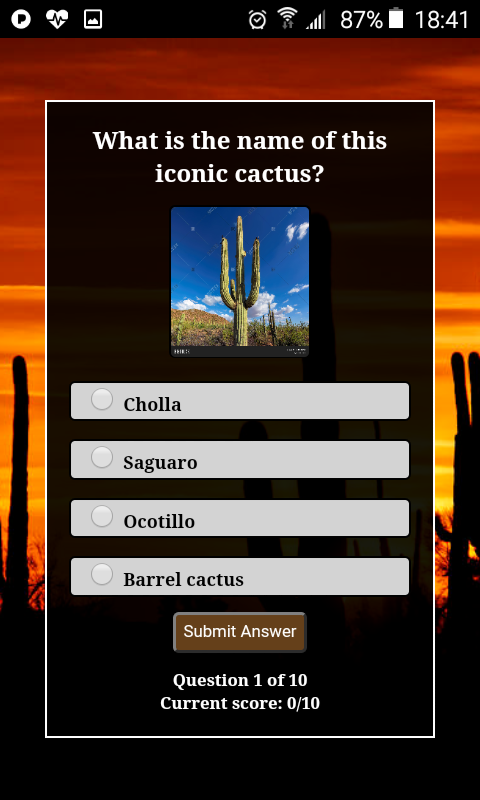 87% 18:41
What is the name of this
iconic cactus?
Cholla
Saguaro
Ocotillo
Barrel cactus
Submit Answer
Question 1 of 10
Current score: 0/10